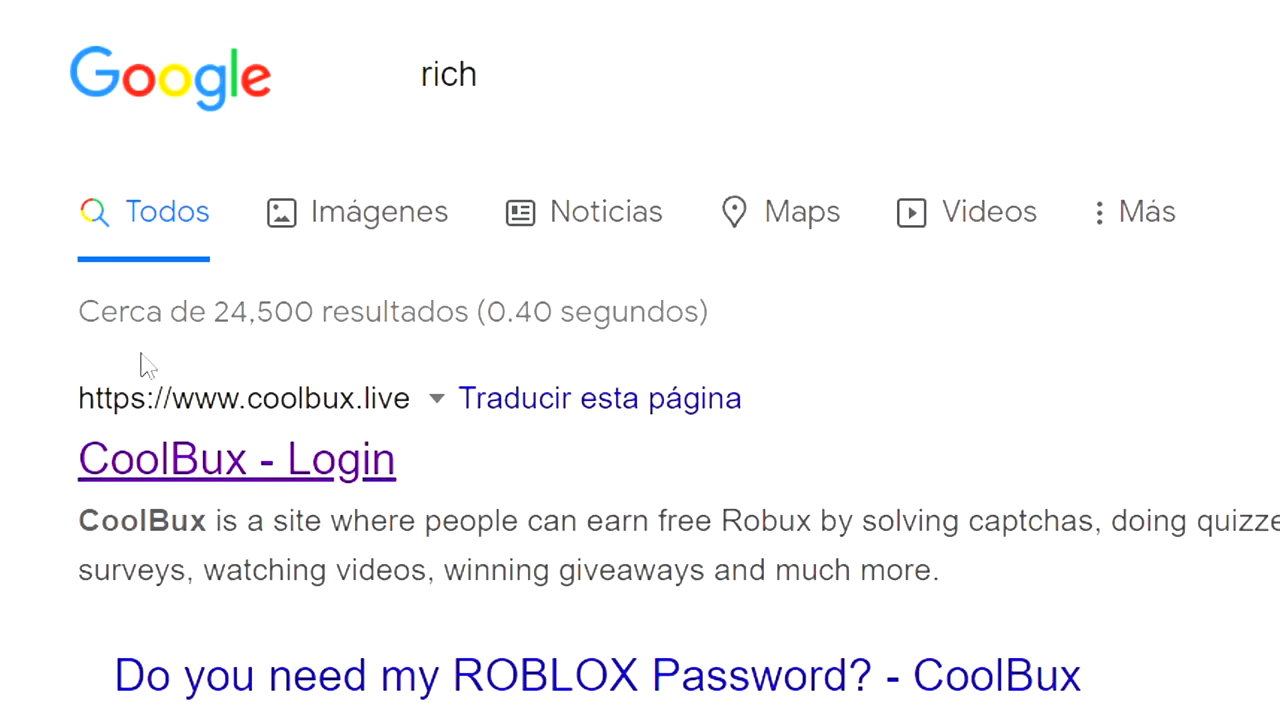 Google
rich
Todos Imágenes Noticias Maps Videos Más
Cerca de 24,500 resultados (0.40 segundos)
https://www.coolbux.live Traducir esta página
CoolBux - Login
CoolBux is a site where people can earn free Robux by solving captchas, doing quizze
surveys, watching videos, winning giveaways and much more.
Do you need my ROBLOX Password? - CoolBux